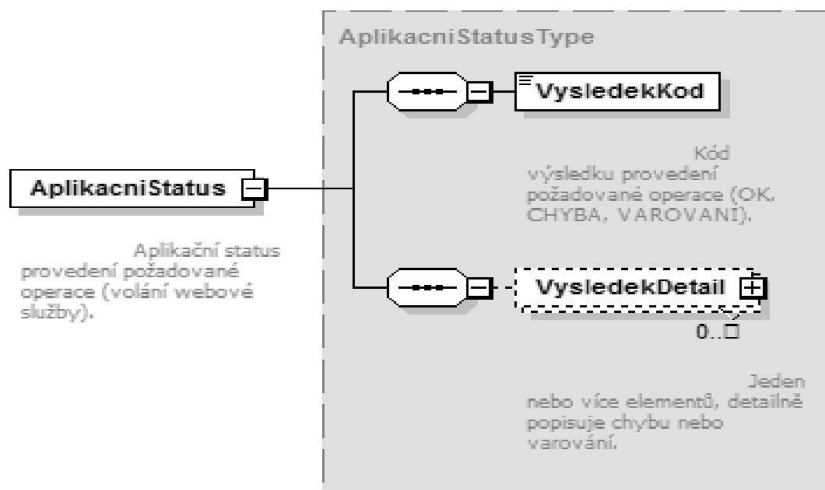 AplikacniStatusType
VysledekKod
Kód
výsledku provedení
požadované operace (OK,
CHYBA, VAROVANÍ).
AplikacniStatus
Aplikační status
provedení požadované
operace (volání webové
služby).
VysledekDetail
0..□
Jeden
nebo více elementů, detailně
popisuje chybu nebo
varování.